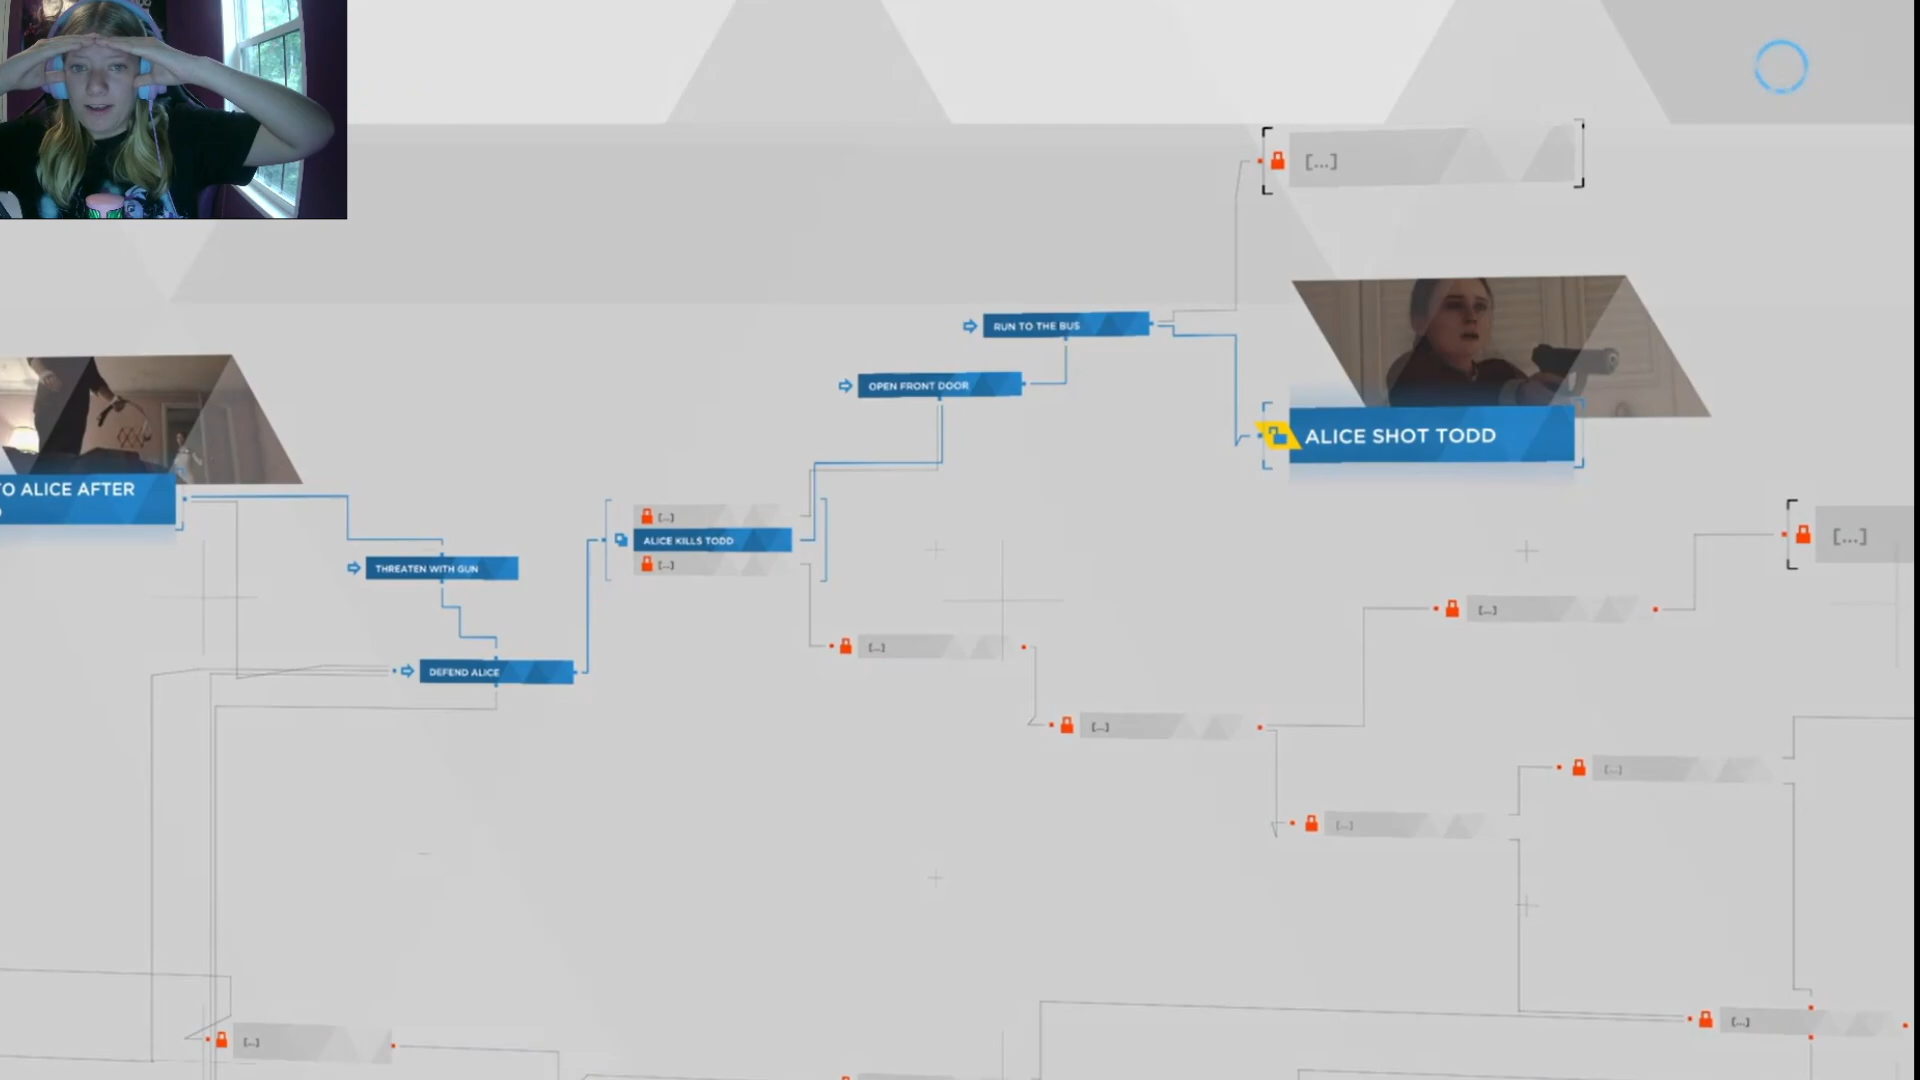 [...]
RUN TO THE BUS
OPEN FRONT DOOR
ALICE SHOT TODD
TO ALICE AFTER
[...]
ALICE KILLS TODD
[...]
THREATEN WITH GUN
DEFEND ALICE
[...]
[...]
[...]
[...]
[...]
[...]
[...]
[...]